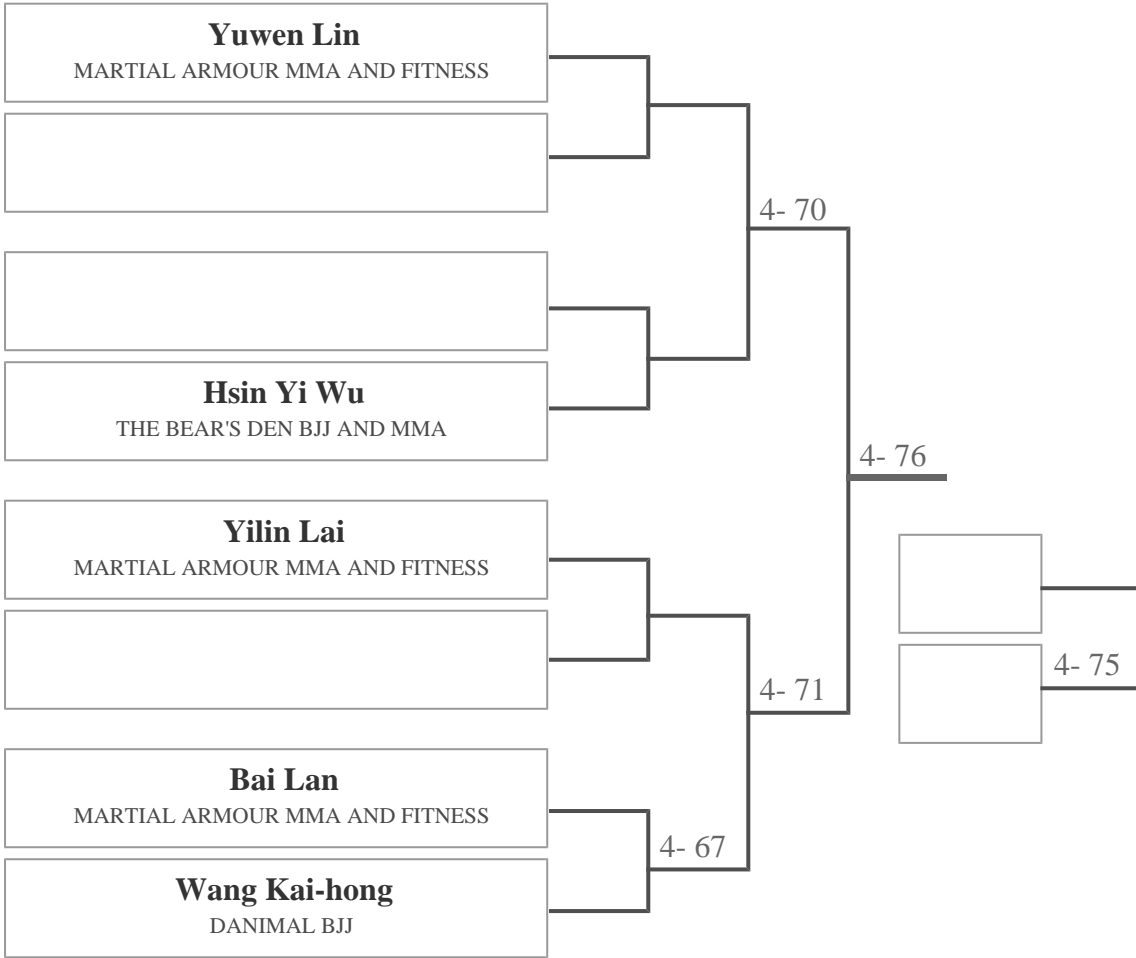 Yuwen Lin
MARTIAL ARMOUR MMA AND FITNESS
4- 70
Hsin Yi Wu
THE BEAR'S DEN BJJ AND MMA
4- 76
Yilin Lai
MARTIAL ARMOUR MMA AND FITNESS
4- 75
4- 71
Bai Lan
MARTIAL ARMOUR MMA AND FITNESS
4- 67
Wang Kai-hong
DANIMAL BJJ